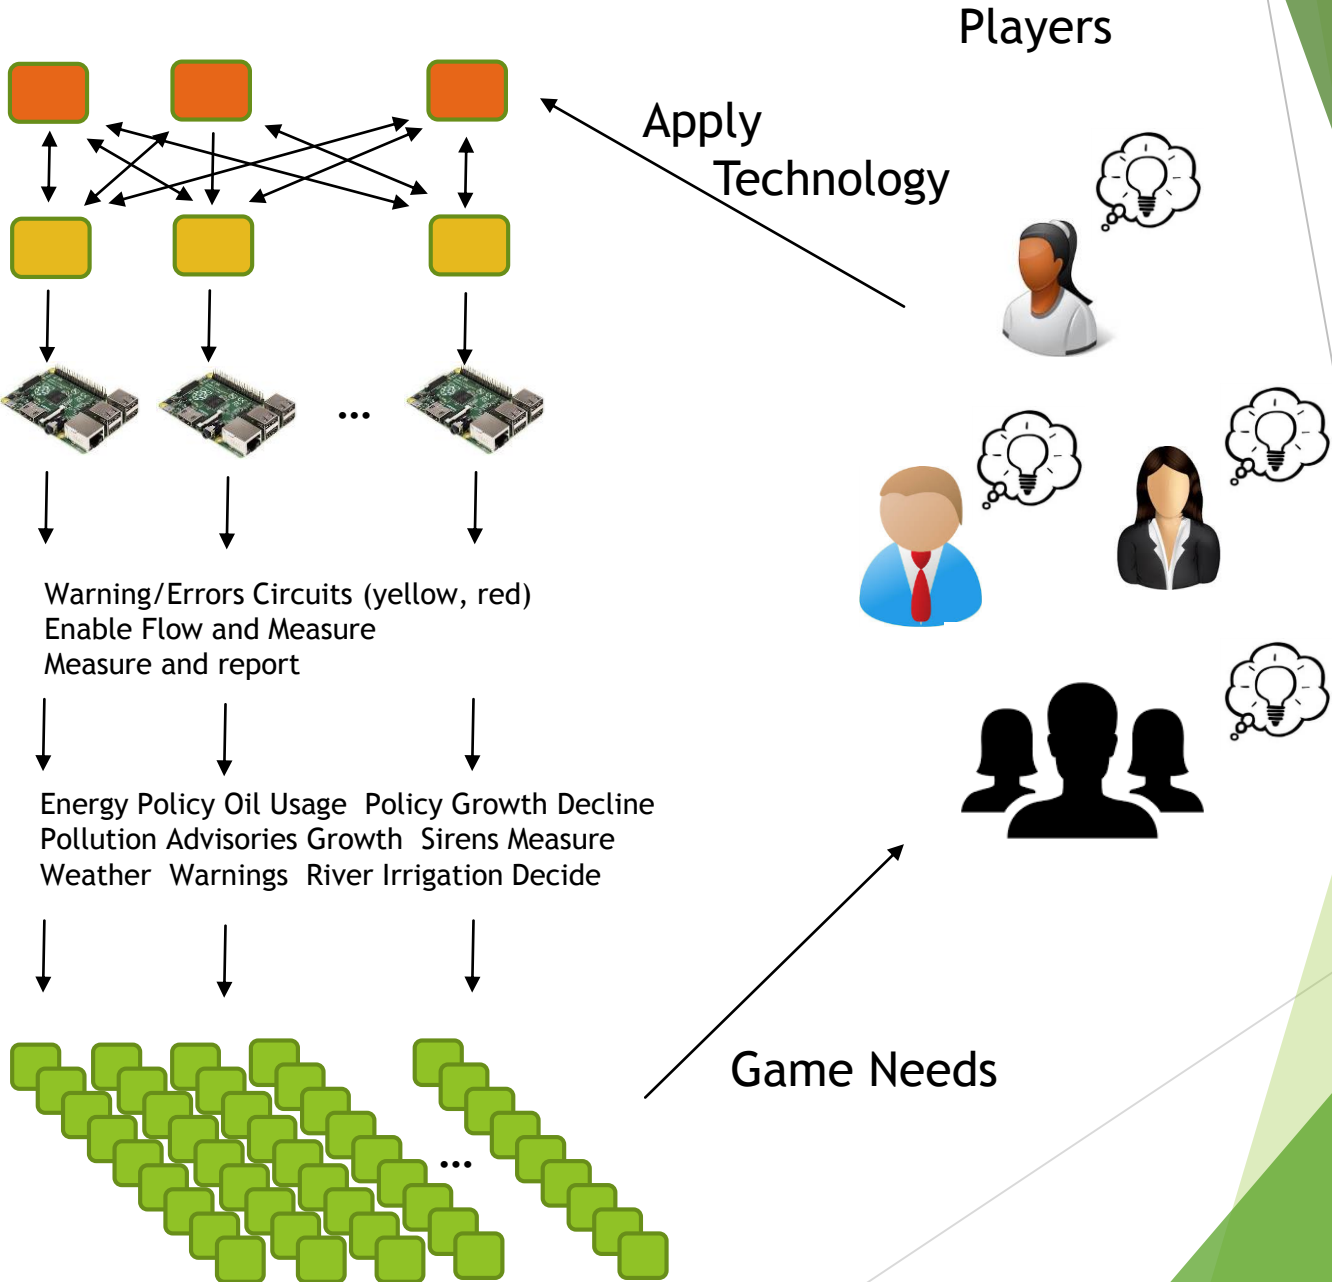 Players
Apply
Technology
...
Warning/Errors Circuits (yellow, red)
Enable Flow and Measure
Measure and report
Energy Policy Oil Usage  Policy Growth Decline
Pollution Advisories Growth  Sirens Measure
Weather  Warnings  River Irrigation Decide
Game Needs
...